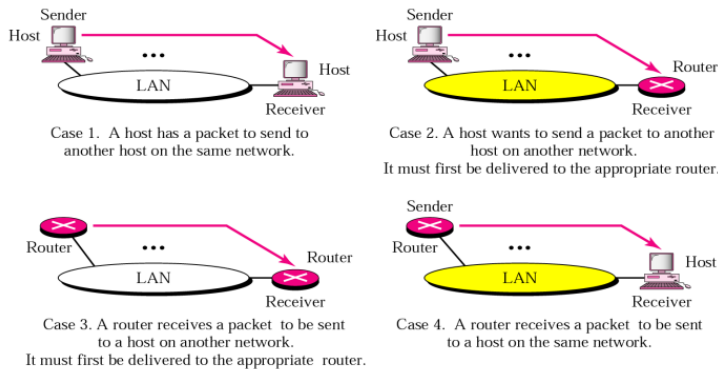 Sender
Host
...
LAN
Host
Receiver
Case 1. A host has a packet to send to
another host on the same network.
Sender
Host
...
LAN
Router
Receiver
Case 2. A host wants to send a packet to another
host on another network.
It must first be delivered to the appropriate router.
Router
...
LAN
Router
Receiver
Case 3. A router receives a packet to be sent
to a host on another network.
It must first be delivered to the appropriate router.
Sender
Router
...
LAN
Host
Receiver
Case 4. A router receives a packet to be sent
to a host on the same network.